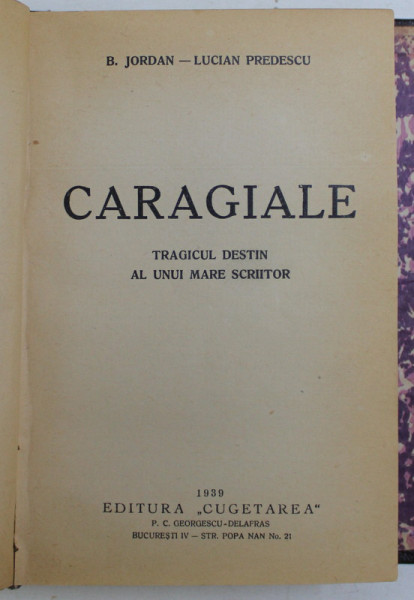 B. JORDAN — LUCIAN PREDESCU
CARAGIALE
TRAGICUL DESTIN
AL UNUI MARE SCRIITOR
1939
EDITURA „CUGETAREA“
P. C. GEORGESCU-DELAFRAS
BUCUREȘTI IV — STR. POPA NAN No. 21